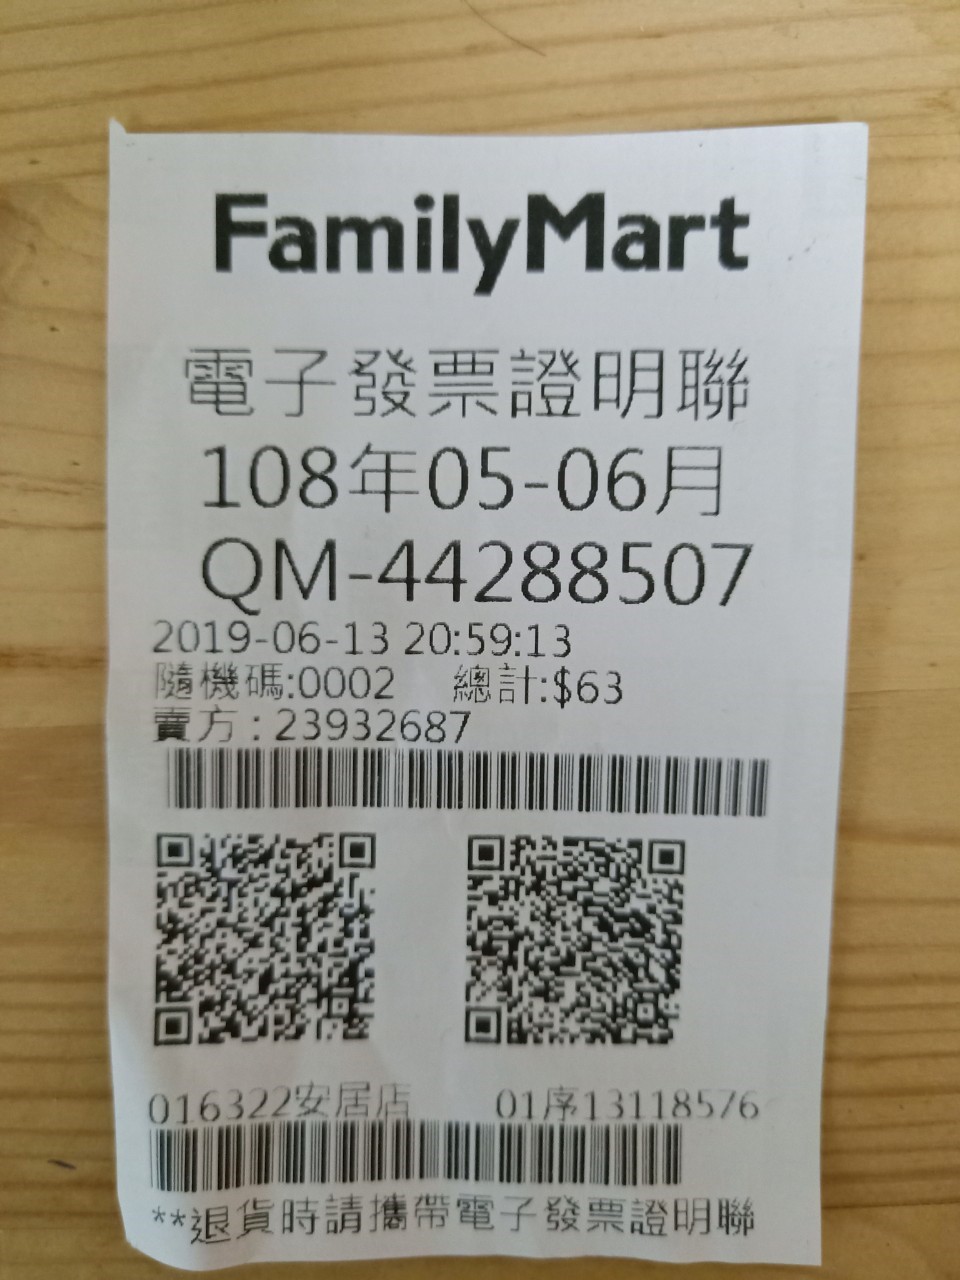 FamilyMart
電子發票證明聯
108年05-06月
QM-44288507
2019-06-13 20:59:13
隨機碼:0002 總計:$63
賣方:23932687
016322安居店 01序13118576
**退貨時請攜帶電子發票證明聯